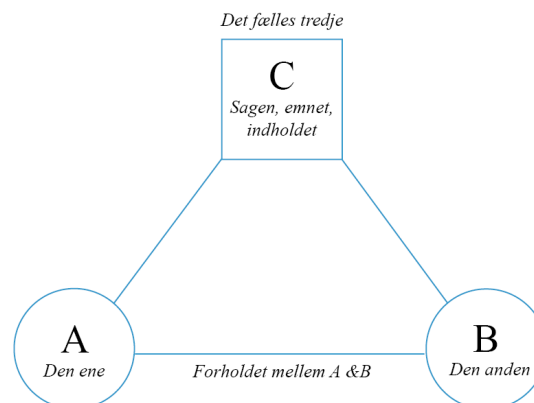 Det fælles tredje
C
Sagen, emnet,
indholdet
A
Den ene
B
Den anden
Forholdet mellem A &B